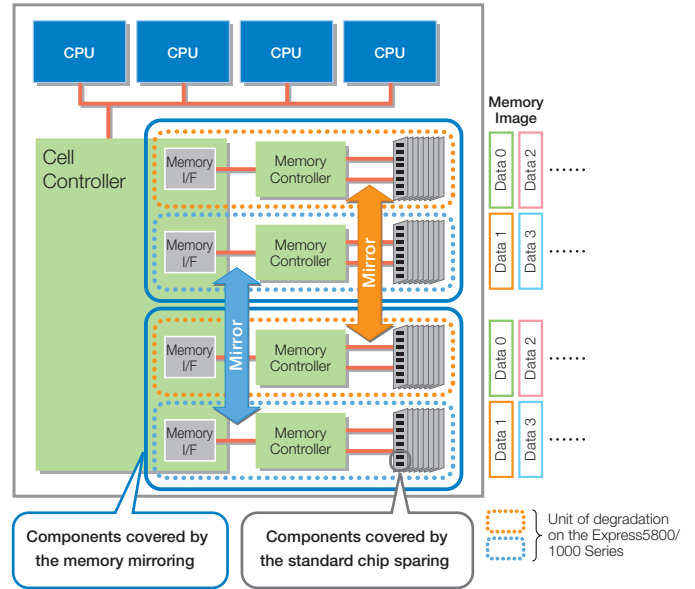 CPU
CPU
CPU
CPU
Memory
Image
Cell
Controller
Memory
I/F
Memory
Controller
Data 0
Data 2
......
Memory
I/F
Memory
Controller
Data 1
Data 3
......
Mirror
Mirror
Memory
I/F
Memory
Controller
Data 0
Data 2
......
Memory
I/F
Memory
Controller
Data 1
Data 3
......
Components covered by
the memory mirroring
Components covered by
the standard chip sparing
Unit of degradation
on the Express5800/
1000 Series